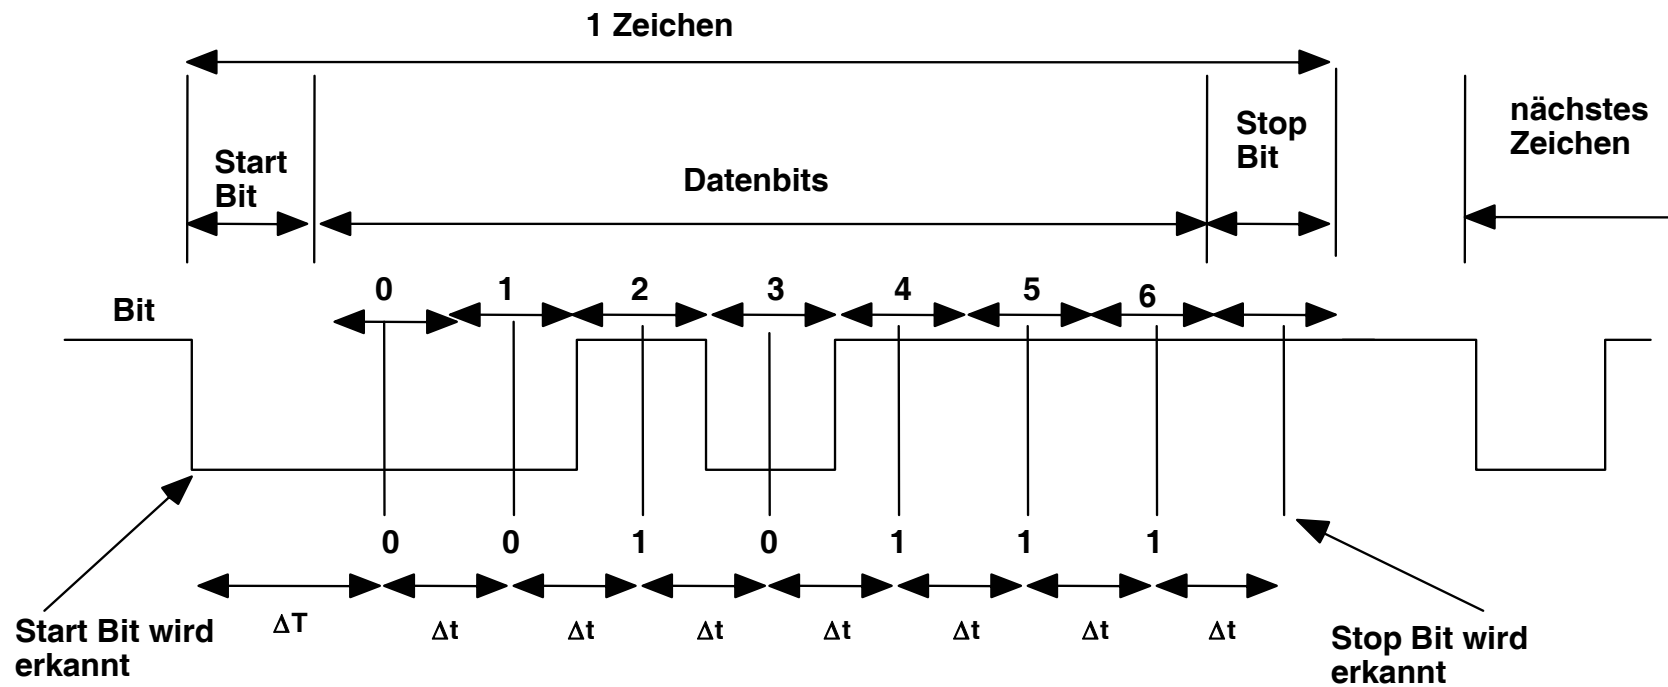 1 Zeichen
nächstes
Zeichen
Stop
Bit
Start
Bit
Datenbits
0 1 2 3 4 5 6
Bit
0 0 1 0 1 1 1
ΔT Δt Δt Δt Δt Δt Δt Δt
Start Bit wird
erkannt
Stop Bit wird
erkannt